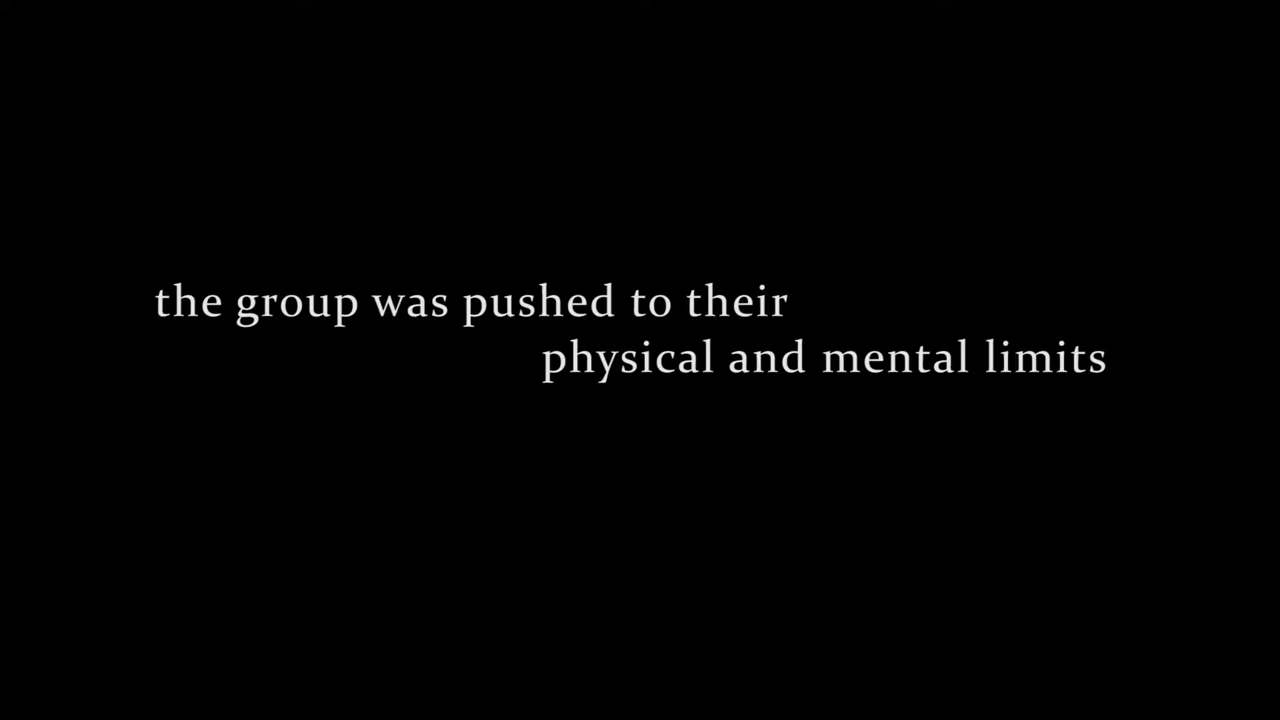 the group was pushed to their
physical and mental limits